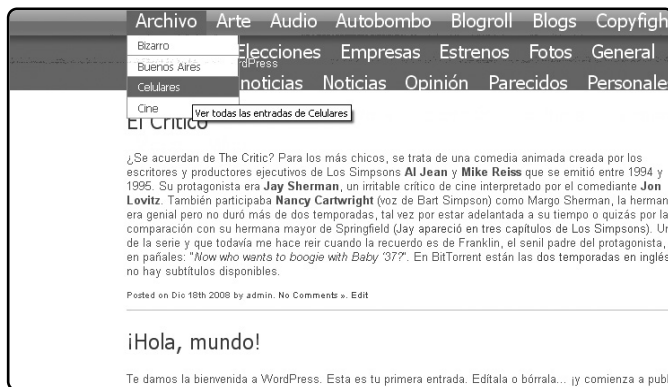 Archivo Arte Audio Autobombo Blogroll Blogs Copyfigh
Bizarro
Elecciones Empresas Estrenos Fotos General
Buenos Aires
rdPress
Celulares
noticias Noticias Opinión Parecidos Personale
Cine
Ver todas las entradas de Celulares
El Crítico
¿Se acuerdan de The Critic? Para los más chicos, se trata de una comedia animada creada por los
escritores y productores ejecutivos de Los Simpsons Al Jean y Mike Reiss que se emitió entre 1994 y
1995. Su protagonista era Jay Sherman, un irritable crítico de cine interpretado por el comediante Jon
Lovitz. También participaba Nancy Cartwright (voz de Bart Simpson) como Margo Sherman, la herman
era genial pero no duró más de dos temporadas, tal vez por estar adelantada a su tiempo o quizás por la
comparación con su hermana mayor de Springfield (Jay apareció en tres capítulos de Los Simpsons). Un
de la serie y que todavía me hace reir cuando la recuerdo es de Franklin, el senil padre del protagonista,
en pañales: "Now who wants to boogie with Baby '37?". En BitTorrent están las dos temporadas en inglés
no hay subtítulos disponibles.
Posted on Dic 18th 2008 by admin. No Comments ». Edit
¡Hola, mundo!
Te damos la bienvenida a WordPress. Esta es tu primera entrada. Edítala o bórrala... ¡y comienza a publ